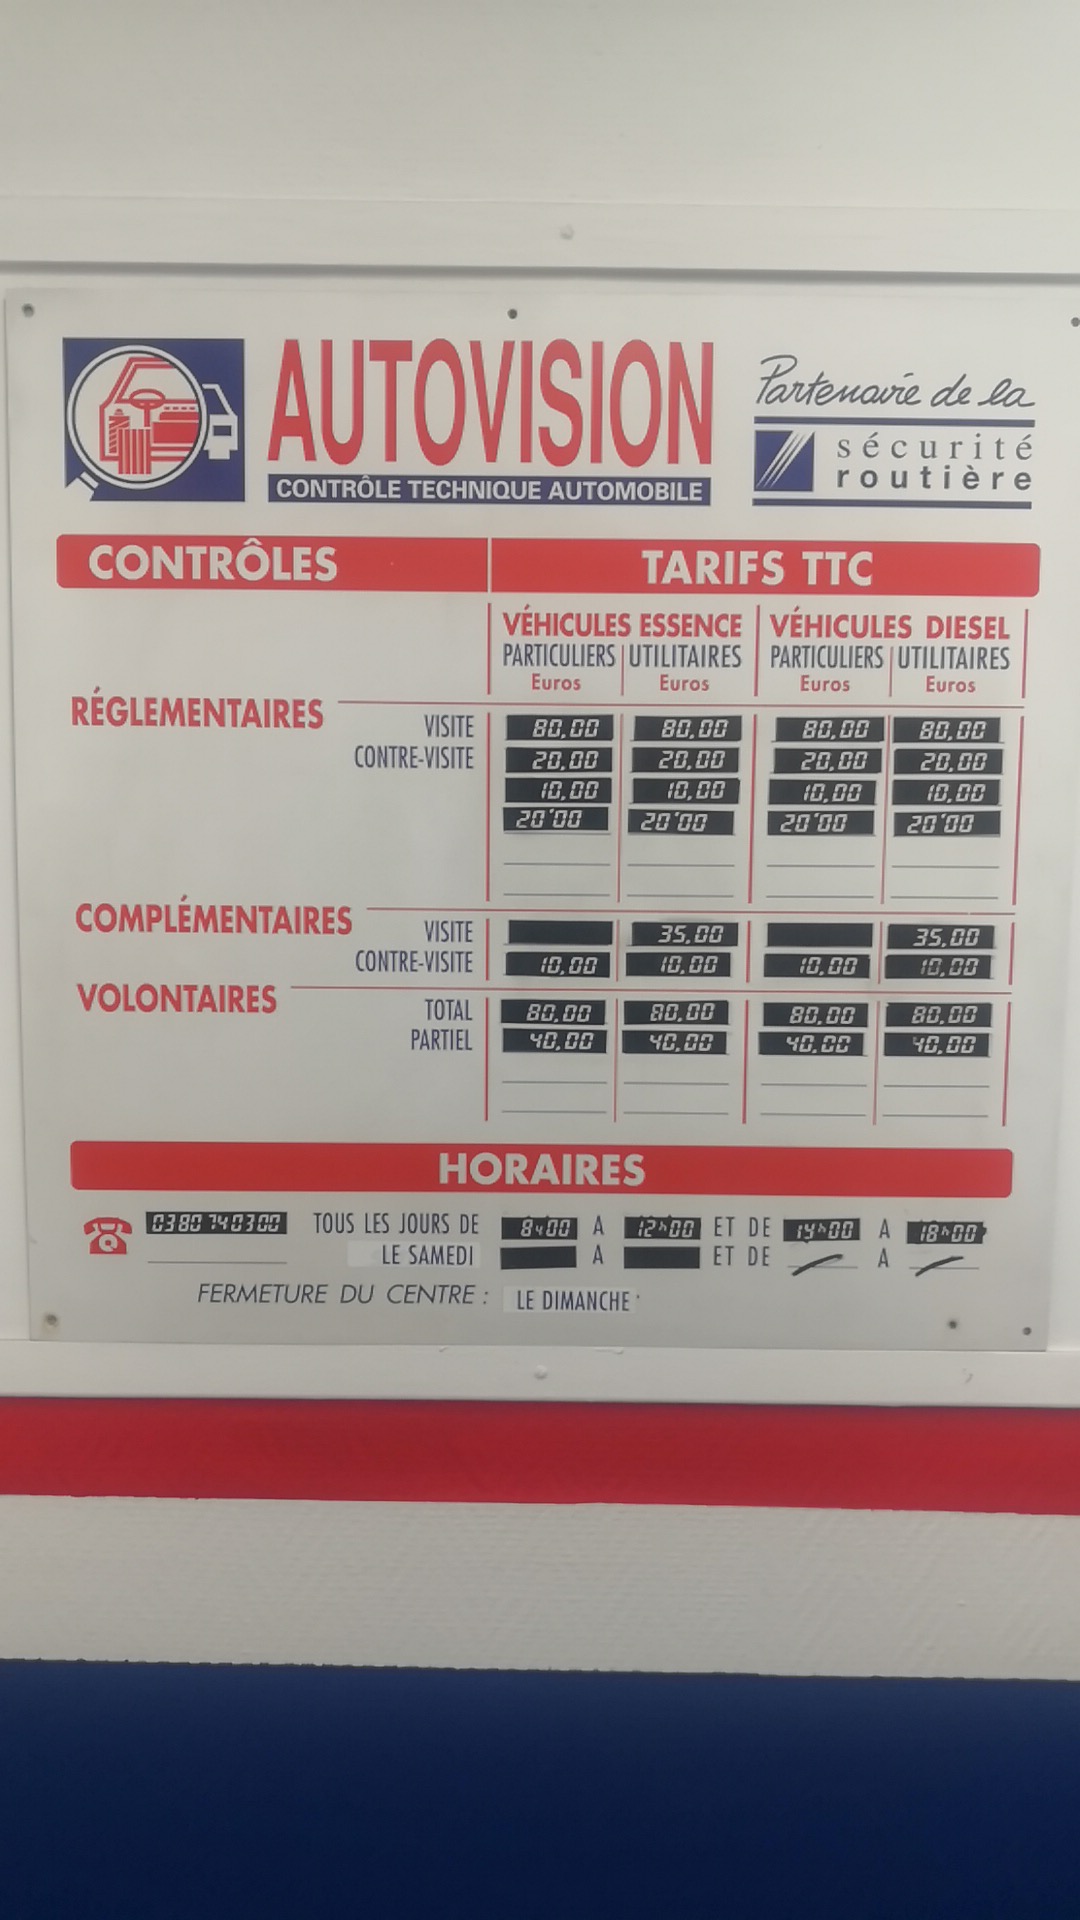 AUTOVISION
CONTRÔLE TECHNIQUE AUTOMOBILE
Partenaire de la
sécurité
routière
CONTRÔLES TARIFS TTC
VÉHICULES ESSENCE VÉHICULES DIESEL
PARTICULIERS UTILITAIRES PARTICULIERS UTILITAIRES
Euros Euros Euros Euros
RÉGLEMENTAIRES
VISITE 80,00 80,00 80,00 80,00
CONTRE-VISITE 20,00 20,00 20,00 20,00
10,00 10,00 10,00 10,00
20'00 20'00 20'00 20'00
COMPLÉMENTAIRES
VISITE 35,00 35,00
CONTRE-VISITE 10,00 10,00 10,00 10,00
VOLONTAIRES
TOTAL 80,00 80,00 80,00 80,00
PARTIEL 40,00 40,00 40,00 40,00
HORAIRES
0380740300 TOUS LES JOURS DE 8h00 A 12h00 ET DE 14h00 A 18h00
LE SAMEDI A ET DE A
FERMETURE DU CENTRE : LE DIMANCHE